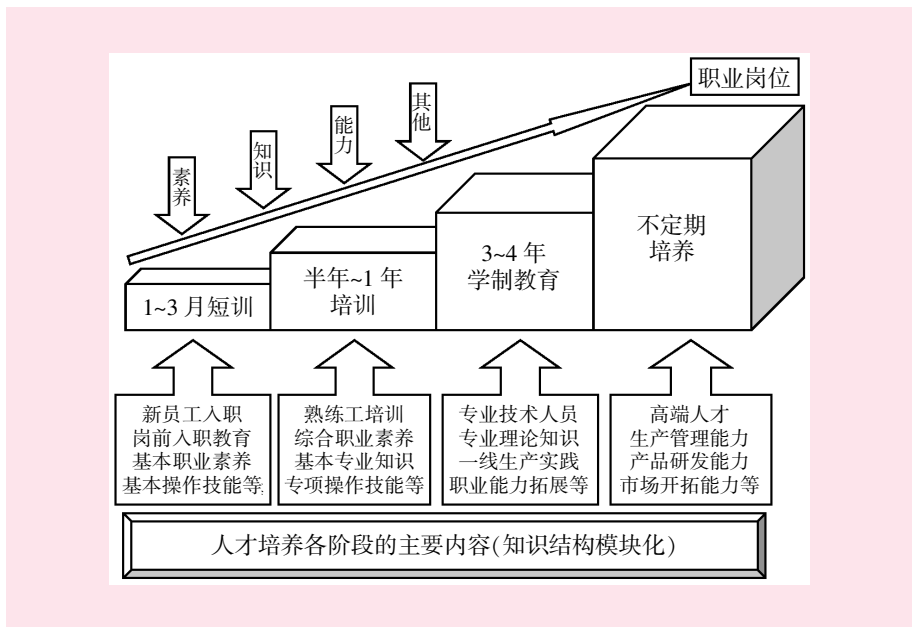 职业岗位
其他
能力
知识
素养
不定期
培养
3~4 年
学制教育
半年~1 年
培训
1~3 月短训
新员工入职
岗前入职教育
基本职业素养
基本操作技能等
熟练工培训
综合职业素养
基本专业知识
专项操作技能等
专业技术人员
专业理论知识
一线生产实践
职业能力拓展等
高端人才
生产管理能力
产品研发能力
市场开拓能力等
人才培养各阶段的主要内容(知识结构模块化)